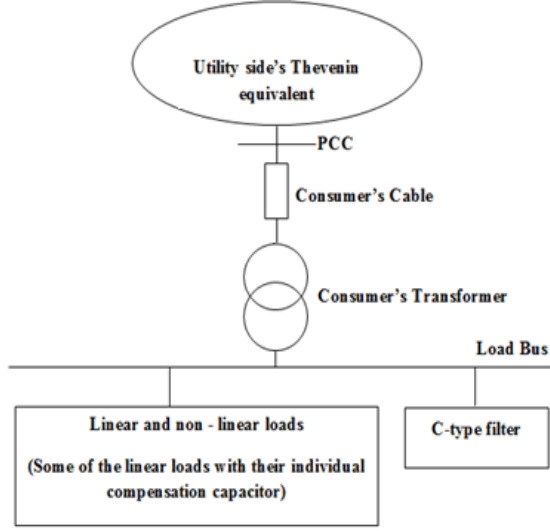 Utility side's Thevenin
equivalent
PCC
Consumer's Cable
Consumer's Transformer
Load Bus
Linear and non - linear loads
(Some of the linear loads with their individual
compensation capacitor)
C-type filter